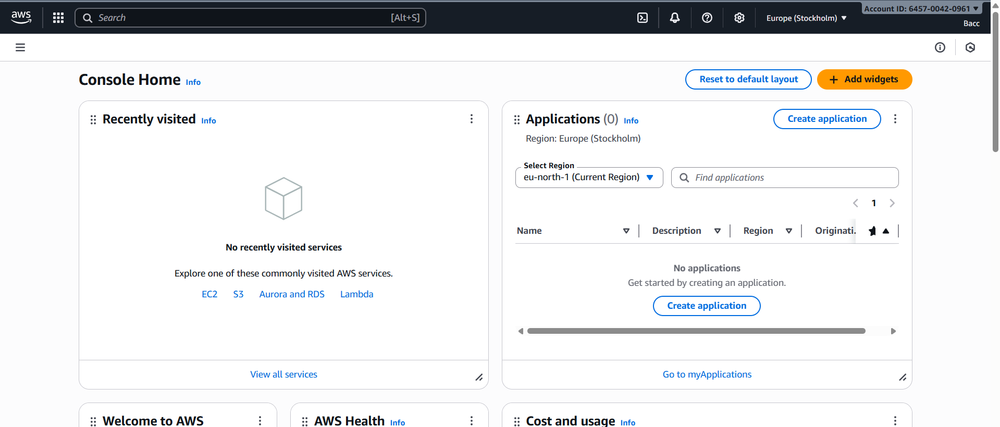 aws
Search [Alt+S]
Europe (Stockholm)
Account ID: 6457-0042-0961
Bacc
Console Home Info
Reset to default layout
Add widgets
Recently visited Info
No recently visited services
Explore one of these commonly visited AWS services.
EC2 S3 Aurora and RDS Lambda
View all services
Applications (0) Info
Create application
Region: Europe (Stockholm)
Select Region
eu-north-1 (Current Region)
Find applications
1
Name Description Region Originati.
No applications
Get started by creating an application.
Create application
Go to myApplications
Welcome to AWS
AWS Health Info
Cost and usage Info